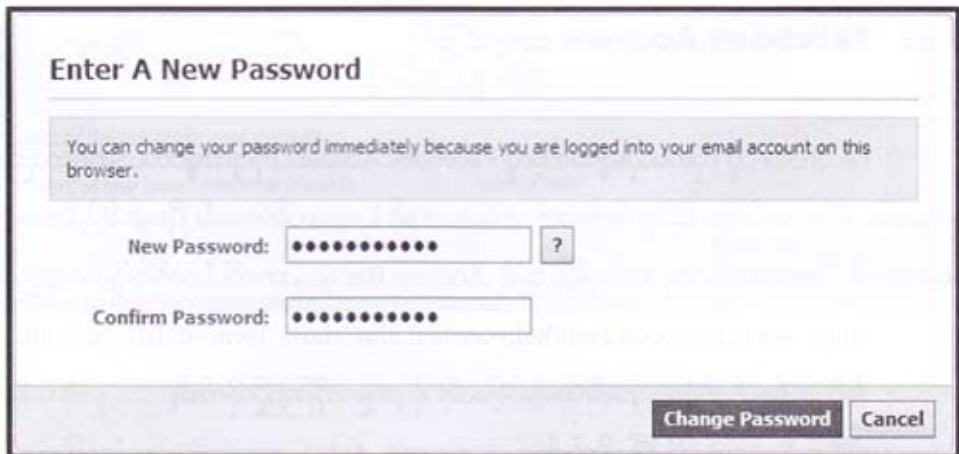 Enter A New Password
You can change your password immediately because you are logged into your email account on this
browser.
New Password: ••••••••••• ?
Confirm Password: •••••••••••
Change Password Cancel